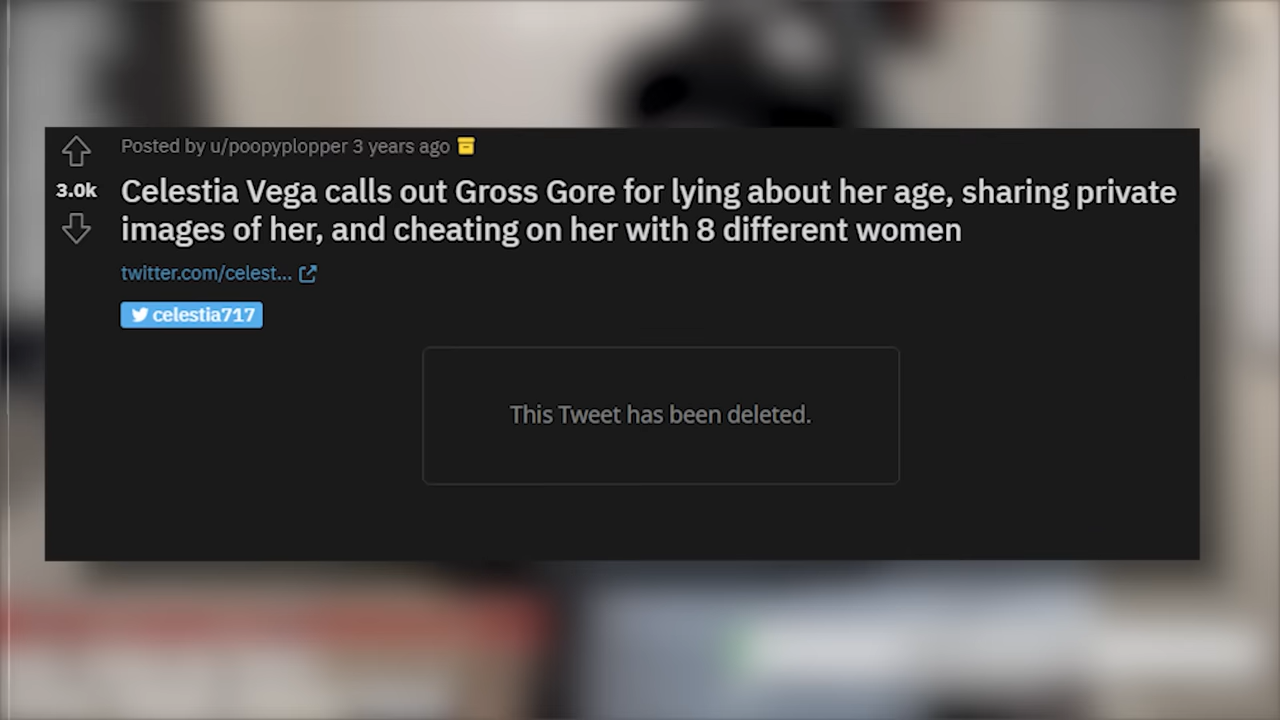 Posted by u/poopyplopper 3 years ago
3.0k
Celestia Vega calls out Gross Gore for lying about her age, sharing private
images of her, and cheating on her with 8 different women
twitter.com/celest...
celestia717
This Tweet has been deleted.